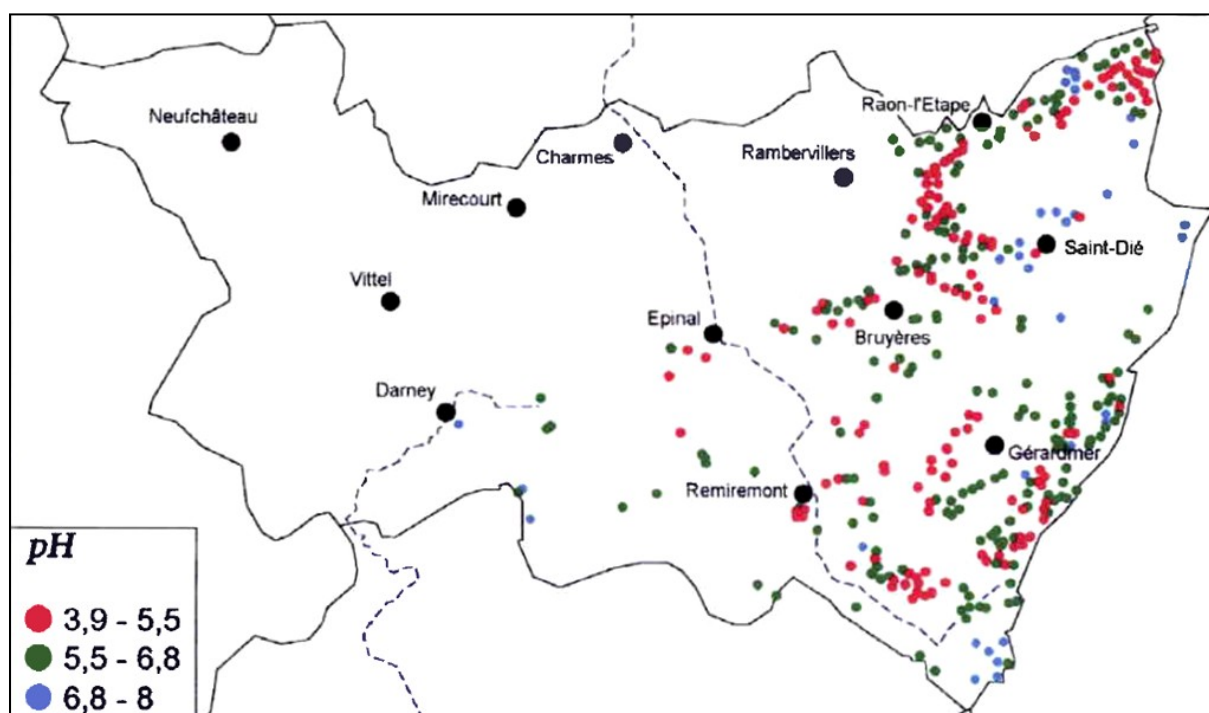 Neufchâteau
Charmes
Raon-l'Etape
Rambervillers
Mirecourt
Saint-Dié
Vittel
Epinal
Bruyères
Darney
Gérardmer
Remiremont
pH
3,9 - 5,5
5,5 - 6,8
6,8 - 8